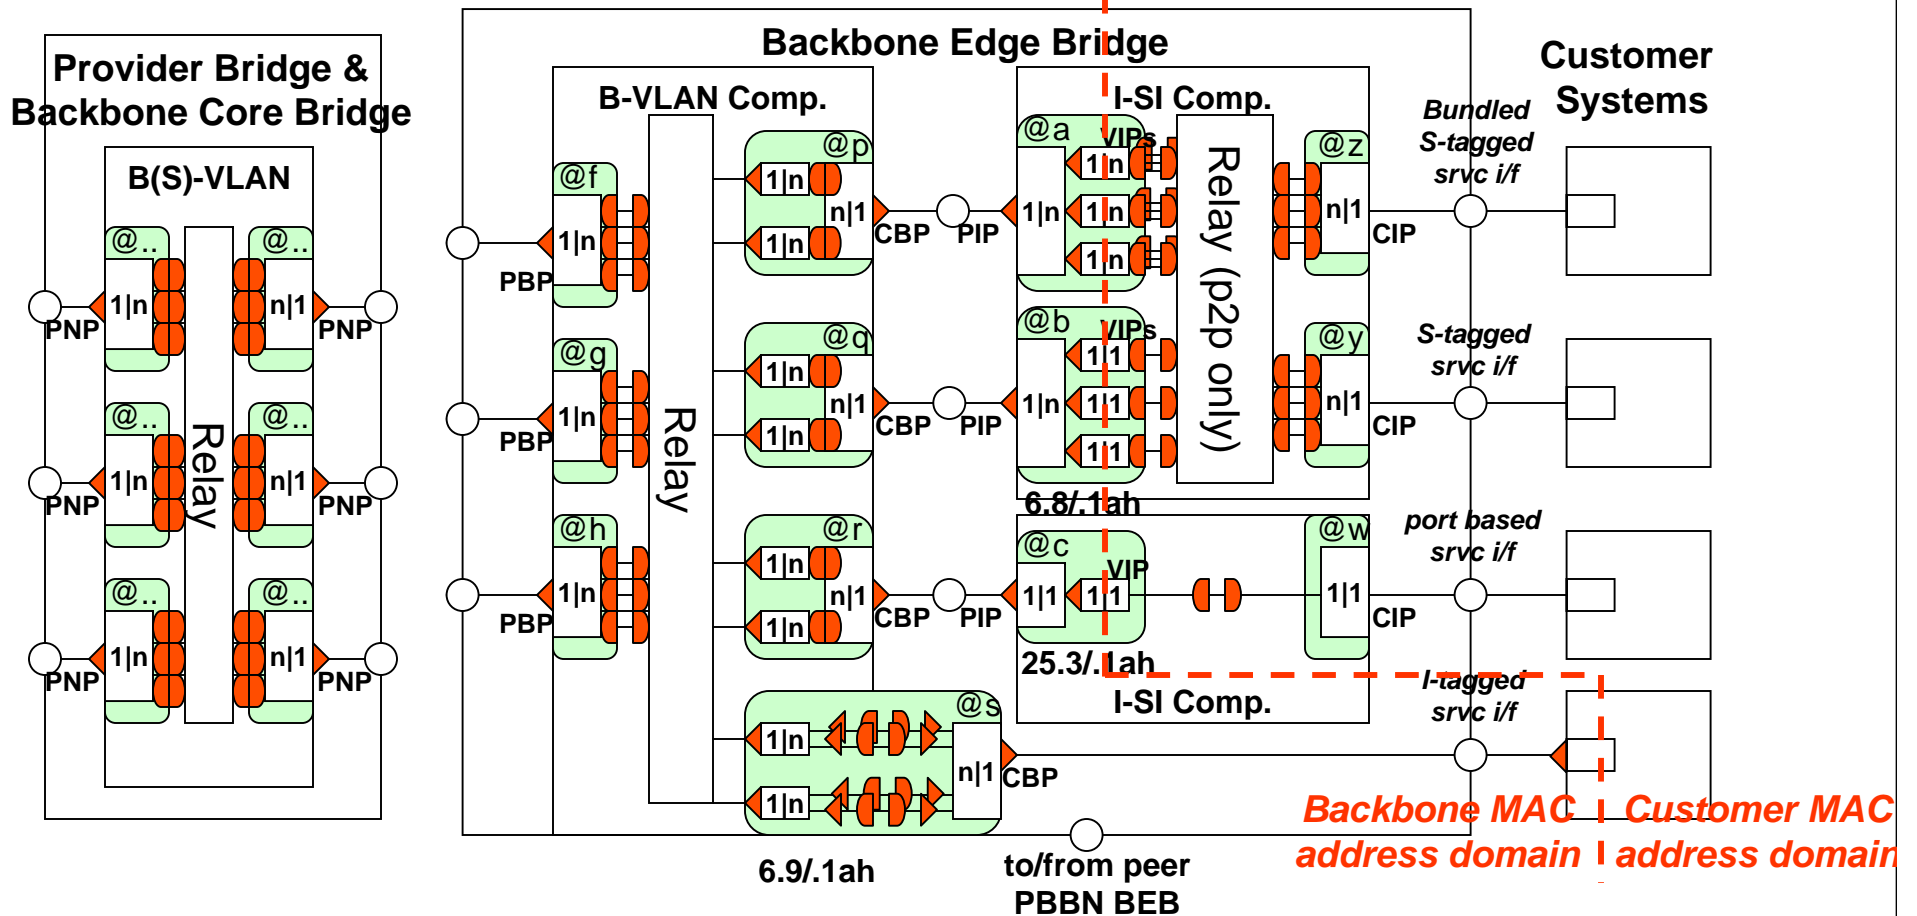 Provider Bridge &
Backbone Core Bridge
B(S)-VLAN
@..
@..
1|n
n|1
PNP
PNP
@..
@..
1|n
n|1
PNP
PNP
Relay
@..
@..
1|n
n|1
PNP
PNP
Backbone Edge Bridge
B-VLAN Comp.
@f
1|n
PBP
@g
1|n
PBP
@h
1|n
PBP
Relay
@p
1|n
1|n
n|1
CBP
@q
1|n
1|n
n|1
CBP
@r
1|n
1|n
n|1
CBP
@s
1|n
1|n
n|1
CBP
6.9/.1ah
I-SI Comp.
@a
VIPs
1|n
1|n
1|n
1|n
PIP
@b
VIPs
1|1
1|1
1|1
1|n
PIP
6.8/.1ah
Relay (p2p only)
@z
n|1
CIP
@y
n|1
CIP
@c
VIP
1|1
1|1
PIP
25.3/.1ah
@w
1|1
CIP
I-SI Comp.
to/from peer
PBBN BEB
Customer
Systems
Bundled
S-tagged
srvc i/f
S-tagged
srvc i/f
port based
srvc i/f
I-tagged
srvc i/f
Backbone MAC
address domain
Customer MAC
address domain